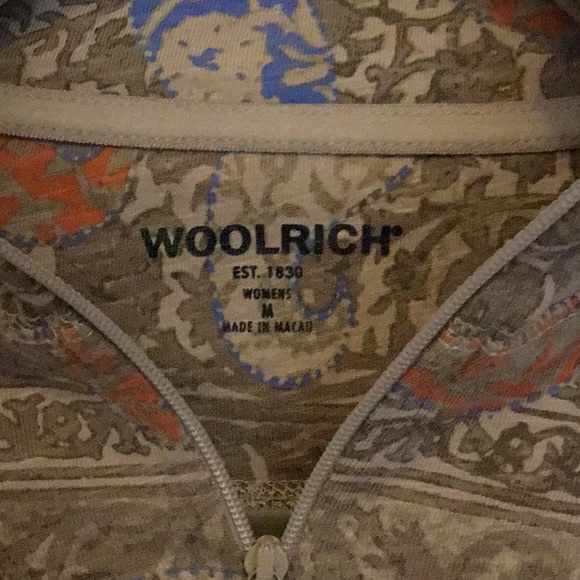 WOOLRICH®
EST. 1830
WOMENS
M
MADE IN MACAU